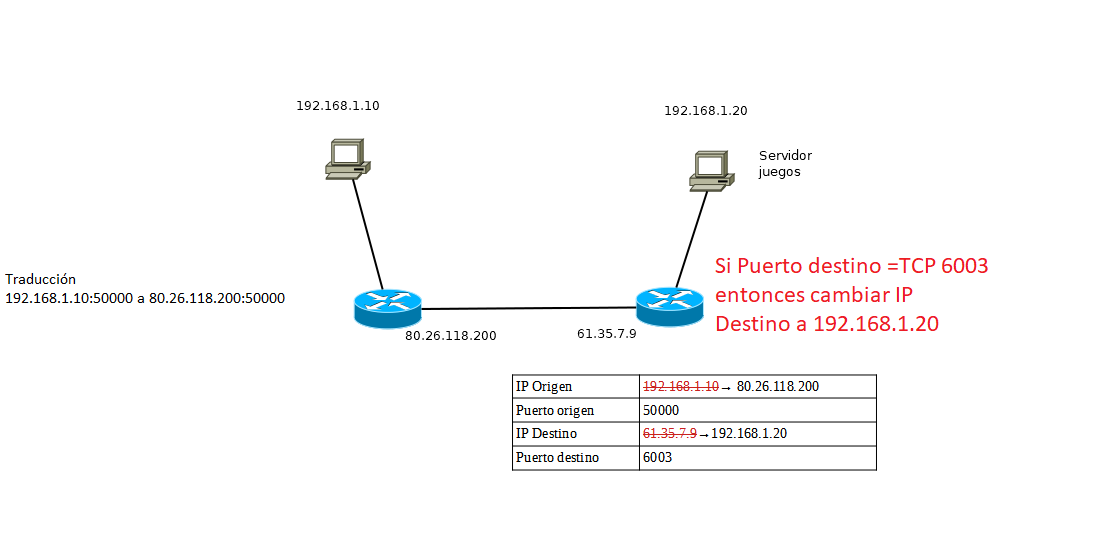 192.168.1.10
192.168.1.20
Servidor
juegos
Traducción
192.168.1.10:50000 a 80.26.118.200:50000
Si Puerto destino =TCP 6003
entonces cambiar IP
Destino a 192.168.1.20
80.26.118.200
61.35.7.9
IP Origen 192.168.1.10→ 80.26.118.200
Puerto origen 50000
IP Destino 61.35.7.9→192.168.1.20
Puerto destino 6003